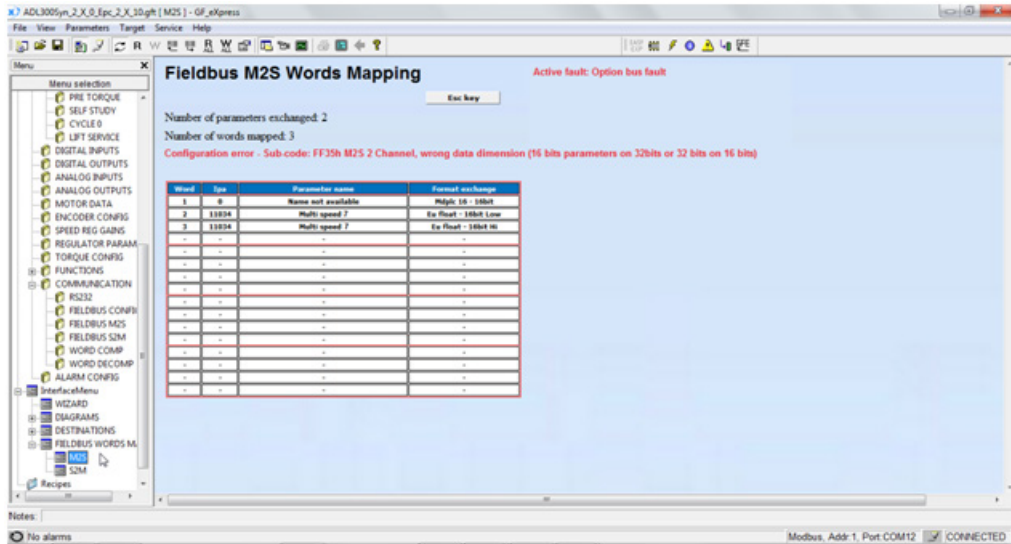 ADL300Syn_2_X_0_Epc_2_X_10.gft [ M2S ] - GF_eXpress
File View Parameters Target Service Help
Menu
Menu selection
PRE TORQUE
SELF STUDY
CYCLE 0
LIFT SERVICE
DIGITAL INPUTS
DIGITAL OUTPUTS
ANALOG INPUTS
ANALOG OUTPUTS
MOTOR DATA
ENCODER CONFIG
SPEED REG GAINS
REGULATOR PARAM
TORQUE CONFIG
FUNCTIONS
COMMUNICATION
RS232
FIELDBUS CONFI
FIELDBUS M2S
FIELDBUS S2M
WORD COMP
WORD DECOMP
ALARM CONFIG
InterfaceMenu
WIZARD
DIAGRAMS
DESTINATIONS
FIELDBUS WORDS M
M2S
S2M
Recipes
Fieldbus M2S Words Mapping
Active fault: Option bus fault
Esc key
Number of parameters exchanged: 2
Number of words mapped: 3
Configuration error - Sub-code: FF35h M2S 2 Channel, wrong data dimension (16 bits parameters on 32bits or 32 bits on 16 bits)
Word Ipa Parameter name Format exchange
1 0 Name not available Mdplc 16 - 16bit
2 11034 Multi speed 7 Eu float - 16bit Low
3 11034 Multi speed 7 Eu float - 16bit Hi
- - - -
- - - -
- - - -
- - - -
- - - -
- - - -
- - - -
- - - -
- - - -
- - - -
- - - -
- - - -
- - - -
Notes:
No alarms
Modbus, Addr:1, Port:COM12 CONNECTED